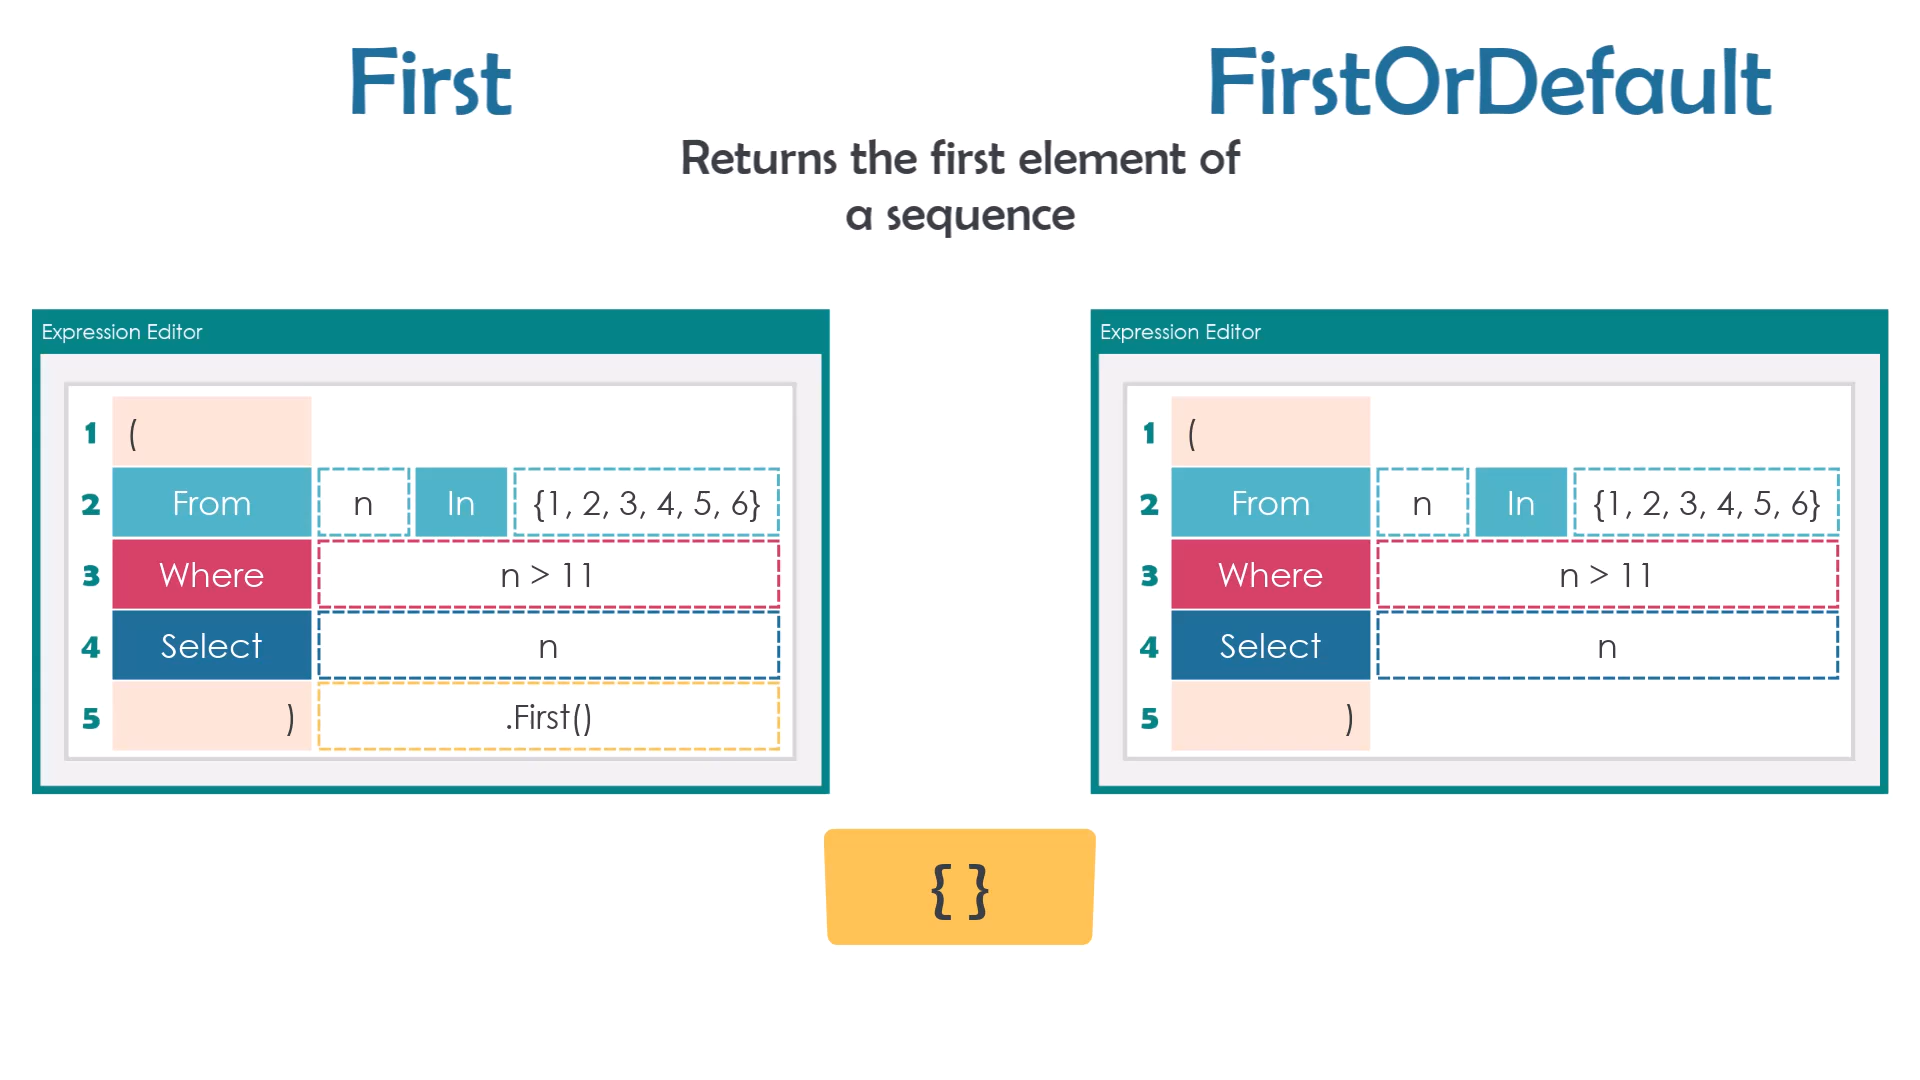 First
FirstOrDefault
Returns the first element of
a sequence
Expression Editor
1 (
2 From n In {1, 2, 3, 4, 5, 6}
3 Where n > 11
4 Select n
5 ) .First()
Expression Editor
1 (
2 From n In {1, 2, 3, 4, 5, 6}
3 Where n > 11
4 Select n
5 )
{ }